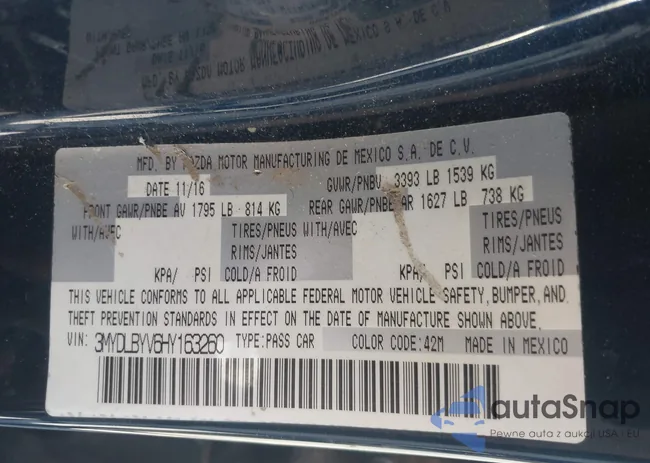 MFD. BY MAZDA MOTOR MANUFACTURING DE MEXICO S.A. DE C.V.
DATE 11/16 GVWR/PNBV 3393 LB 1539 KG
FRONT GAWR/PNBE AV 1795 LB - 814 KG REAR GAWR/PNBE AR 1627 LB 738 KG
WITH/AVEC TIRES/PNEUS WITH/AVEC TIRES/PNEUS
RIMS/JANTES RIMS/JANTES
KPA/ PSI COLD/A FROID KPA/ PSI COLD/A FROID
THIS VEHICLE CONFORMS TO ALL APPLICABLE FEDERAL MOTOR VEHICLE SAFETY, BUMPER, AND
THEFT PREVENTION STANDARDS IN EFFECT ON THE DATE OF MANUFACTURE SHOWN ABOVE.
VIN: 3MYDLBYV6HY163260 TYPE:PASS CAR COLOR CODE:42M MADE IN MEXICO
autaSnap
Pewne auta z aukcji USA - EU